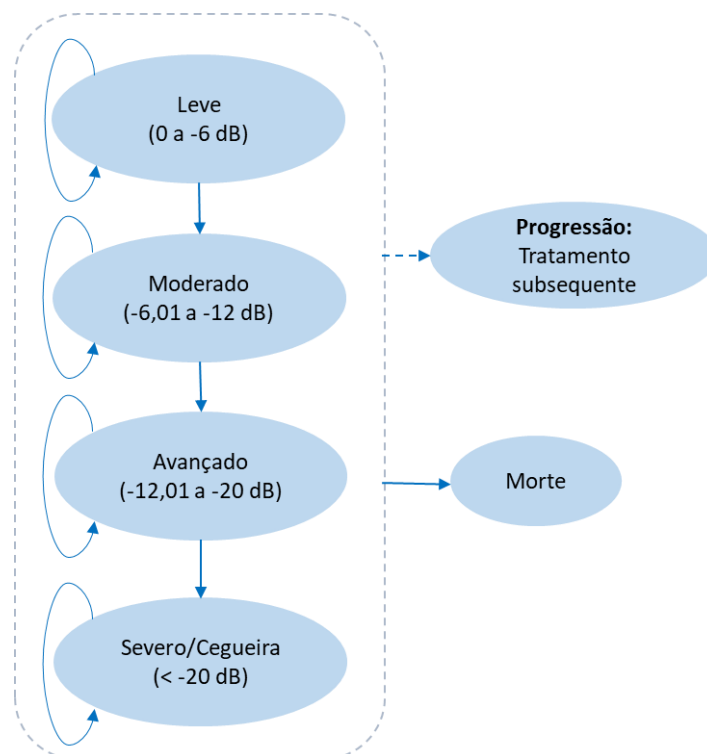 Leve
(0 a -6 dB)
Moderado
(-6,01 a -12 dB)
Avançado
(-12,01 a -20 dB)
Severo/Cegueira
(< -20 dB)
Progressão:
Tratamento
subsequente
Morte